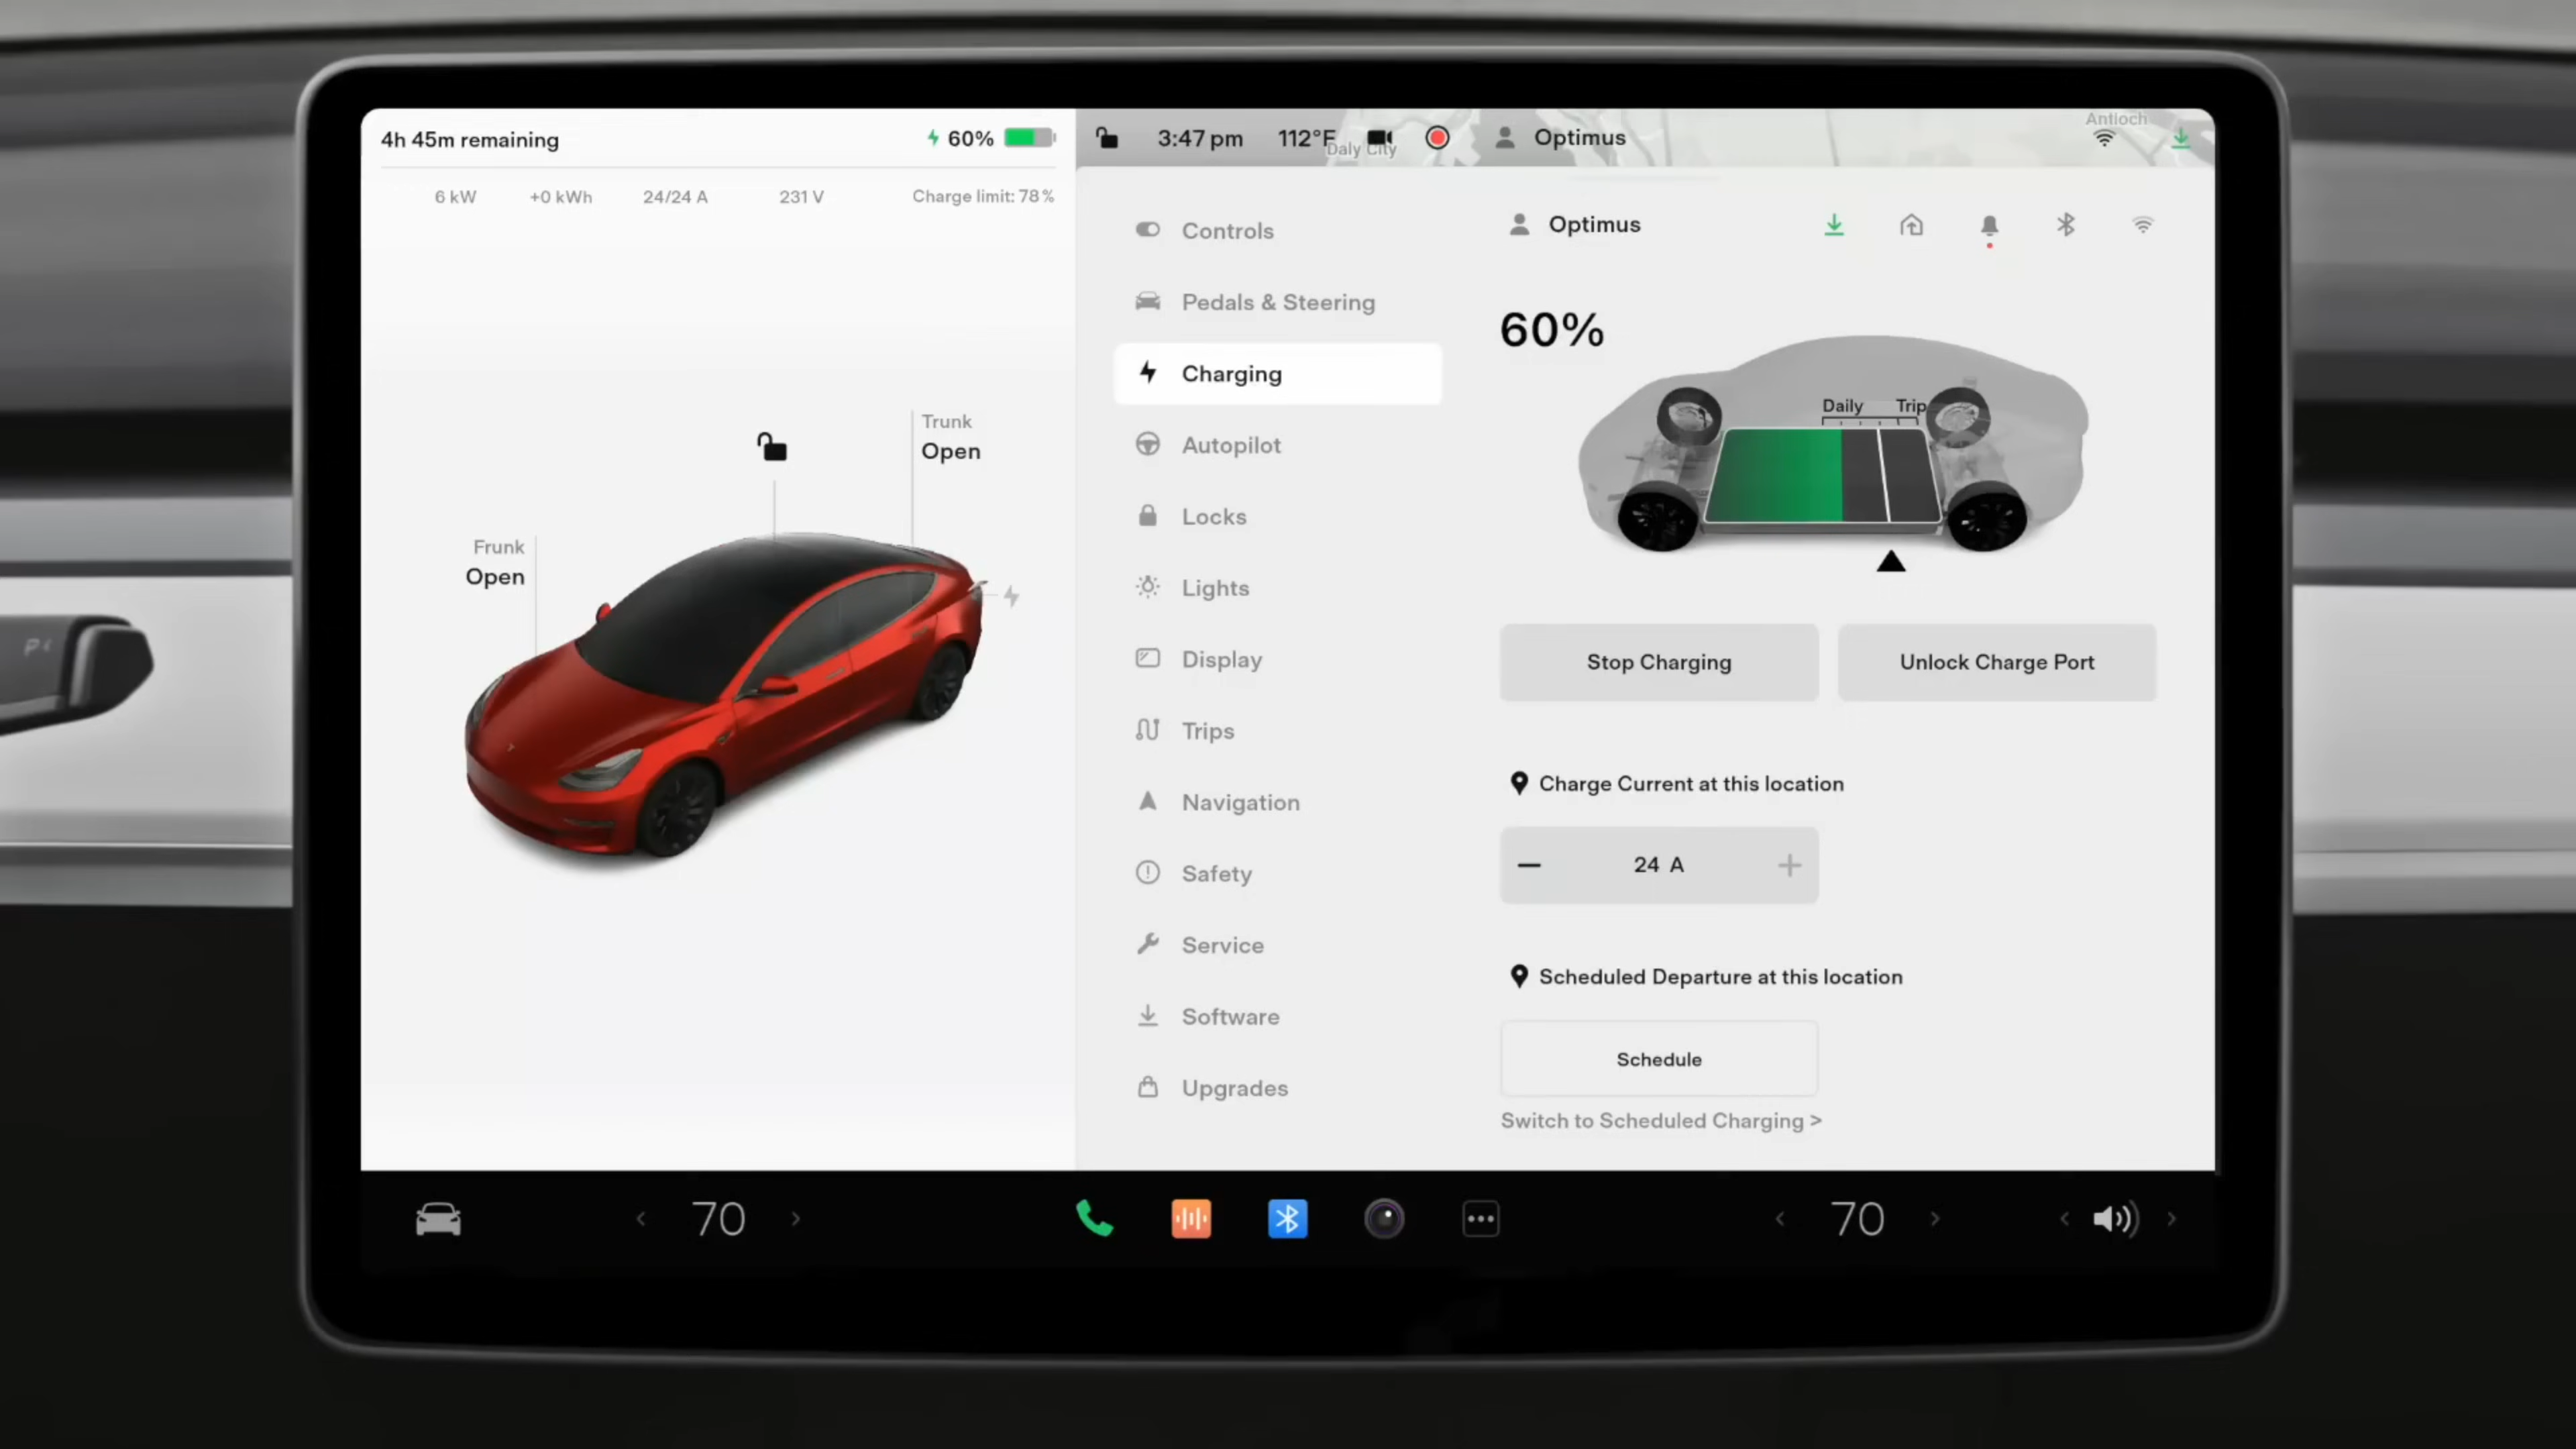 4h 45m remaining
60%
6 kW
+0 kWh
24/24 A
231 V
Charge limit: 78%
Trunk
Open
Frunk
Open
3:47 pm
112°F
Daly City
Optimus
Antioch
Controls
Pedals & Steering
Charging
Autopilot
Locks
Lights
Display
Trips
Navigation
Safety
Service
Software
Upgrades
Optimus
60%
Daily
Trip
Stop Charging
Unlock Charge Port
Charge Current at this location
24 A
Scheduled Departure at this location
Schedule
Switch to Scheduled Charging >
P
70
70